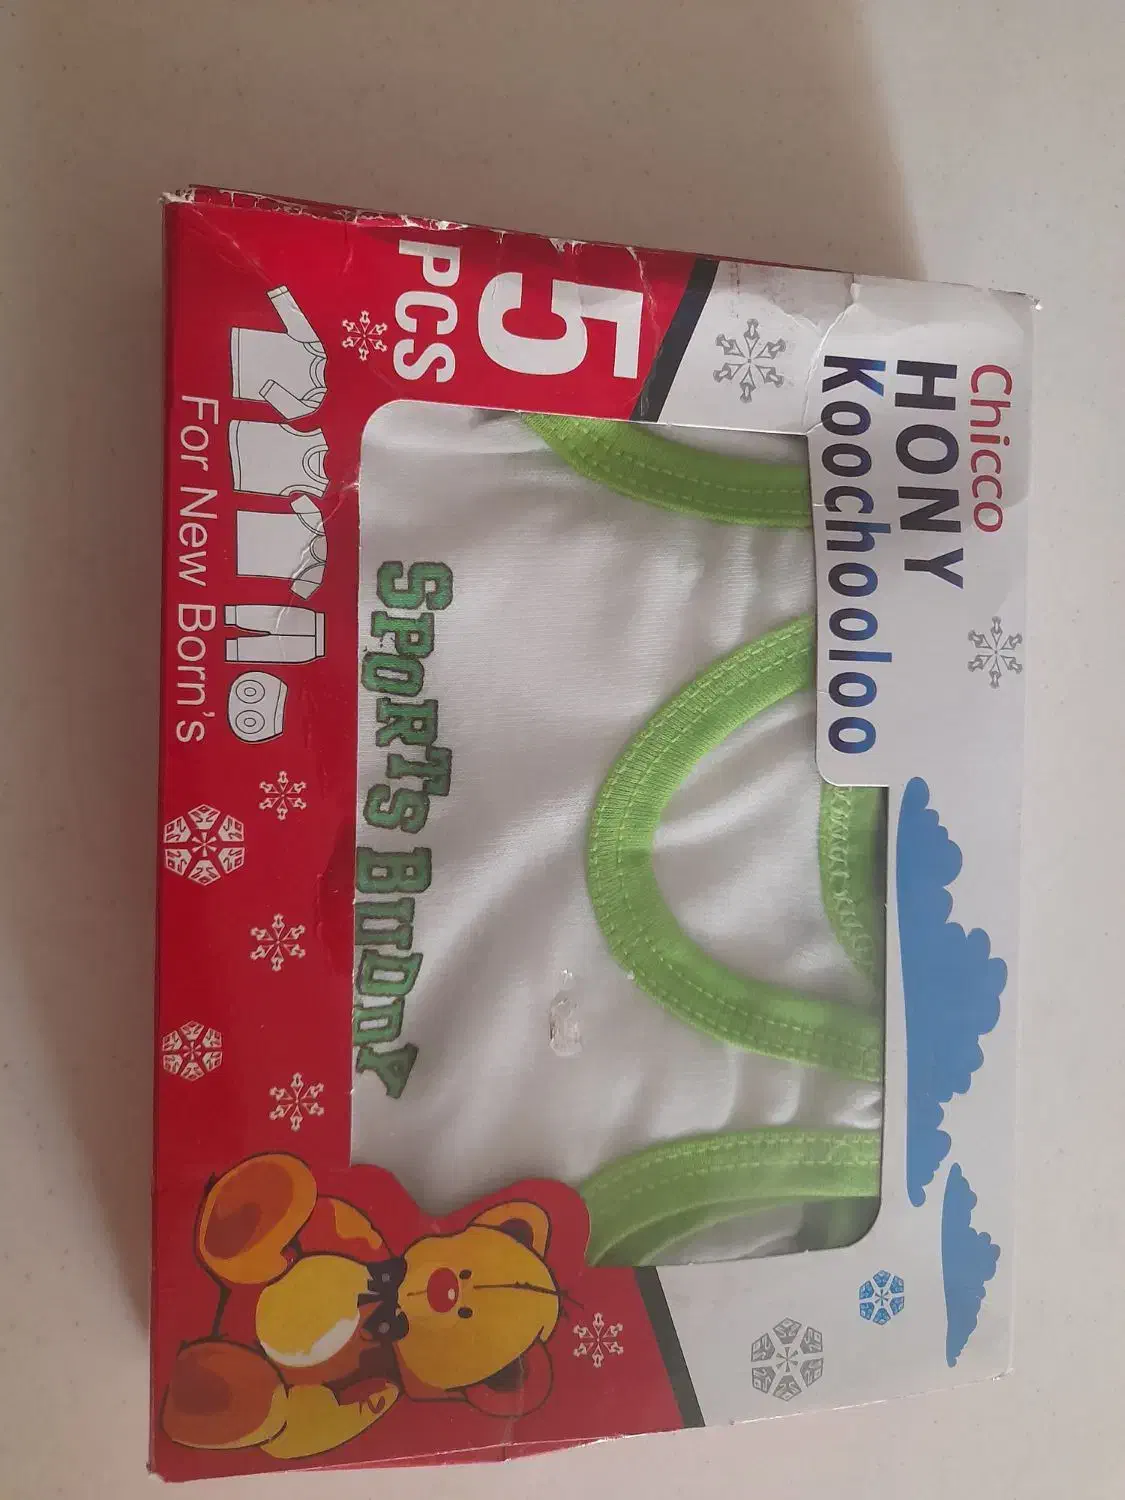 Chicco
HONY
Koochooloo
5
PCS
SPORTS BUDDY
For New Born's